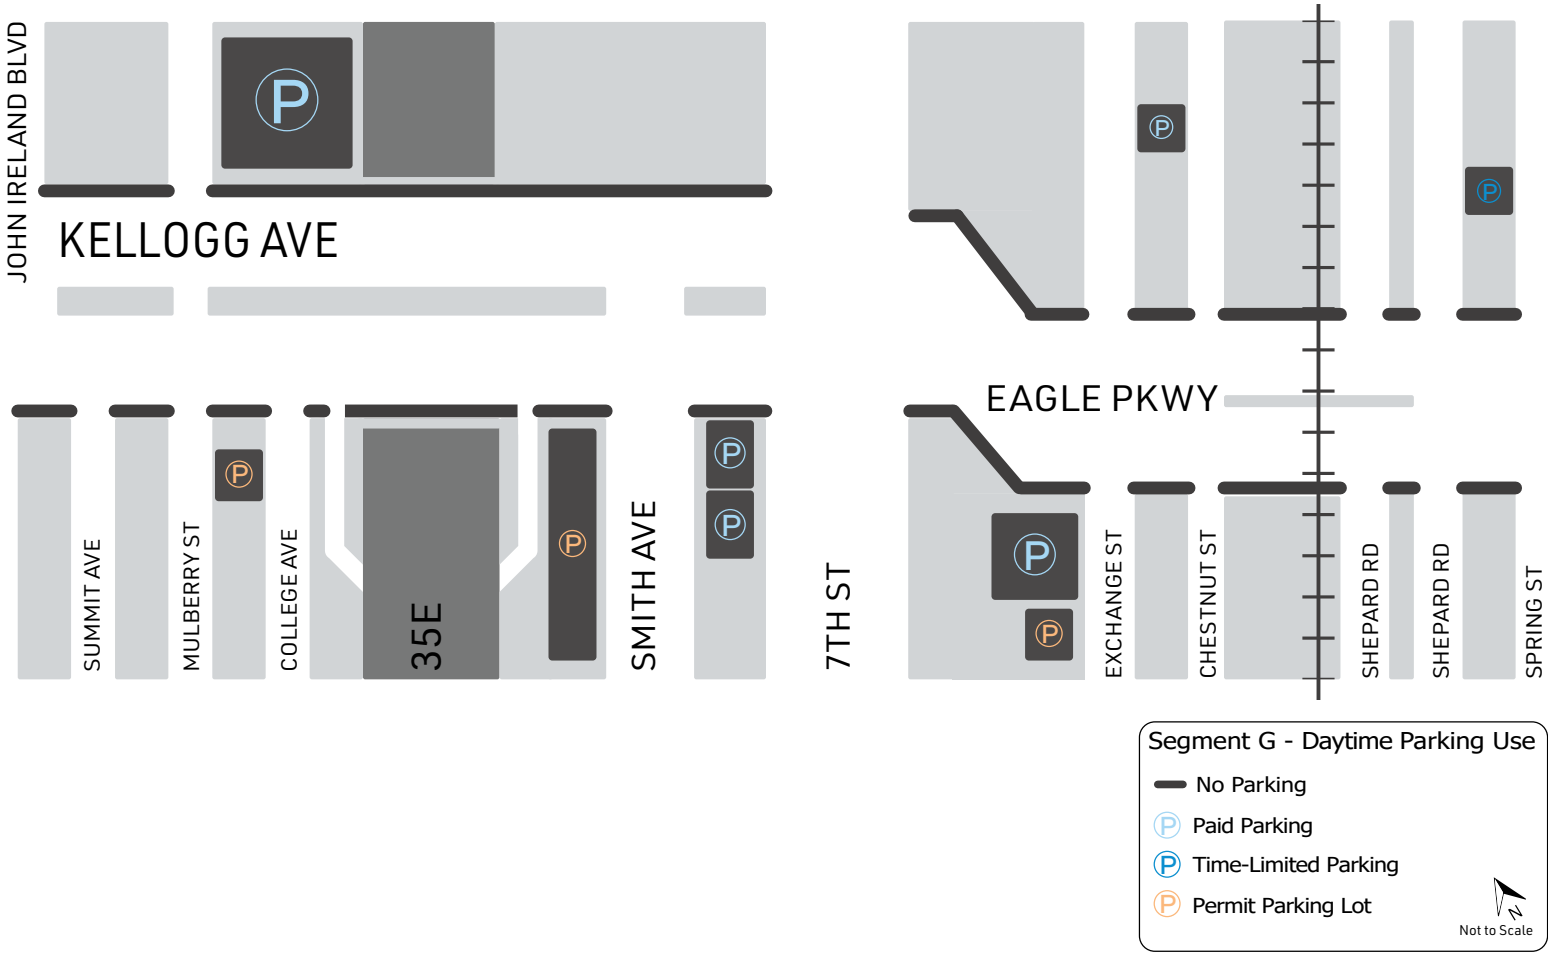 JOHN IRELAND BLVD
P
P
P
KELLOGG AVE
EAGLE PKWY
P
P
P
P
P
P
SUMMIT AVE
MULBERRY ST
COLLEGE AVE
35E
SMITH AVE
7TH ST
EXCHANGE ST
CHESTNUT ST
SHEPARD RD
SHEPARD RD
SPRING ST
Segment G - Daytime Parking Use
No Parking
P Paid Parking
P Time-Limited Parking
P Permit Parking Lot
N
Not to Scale